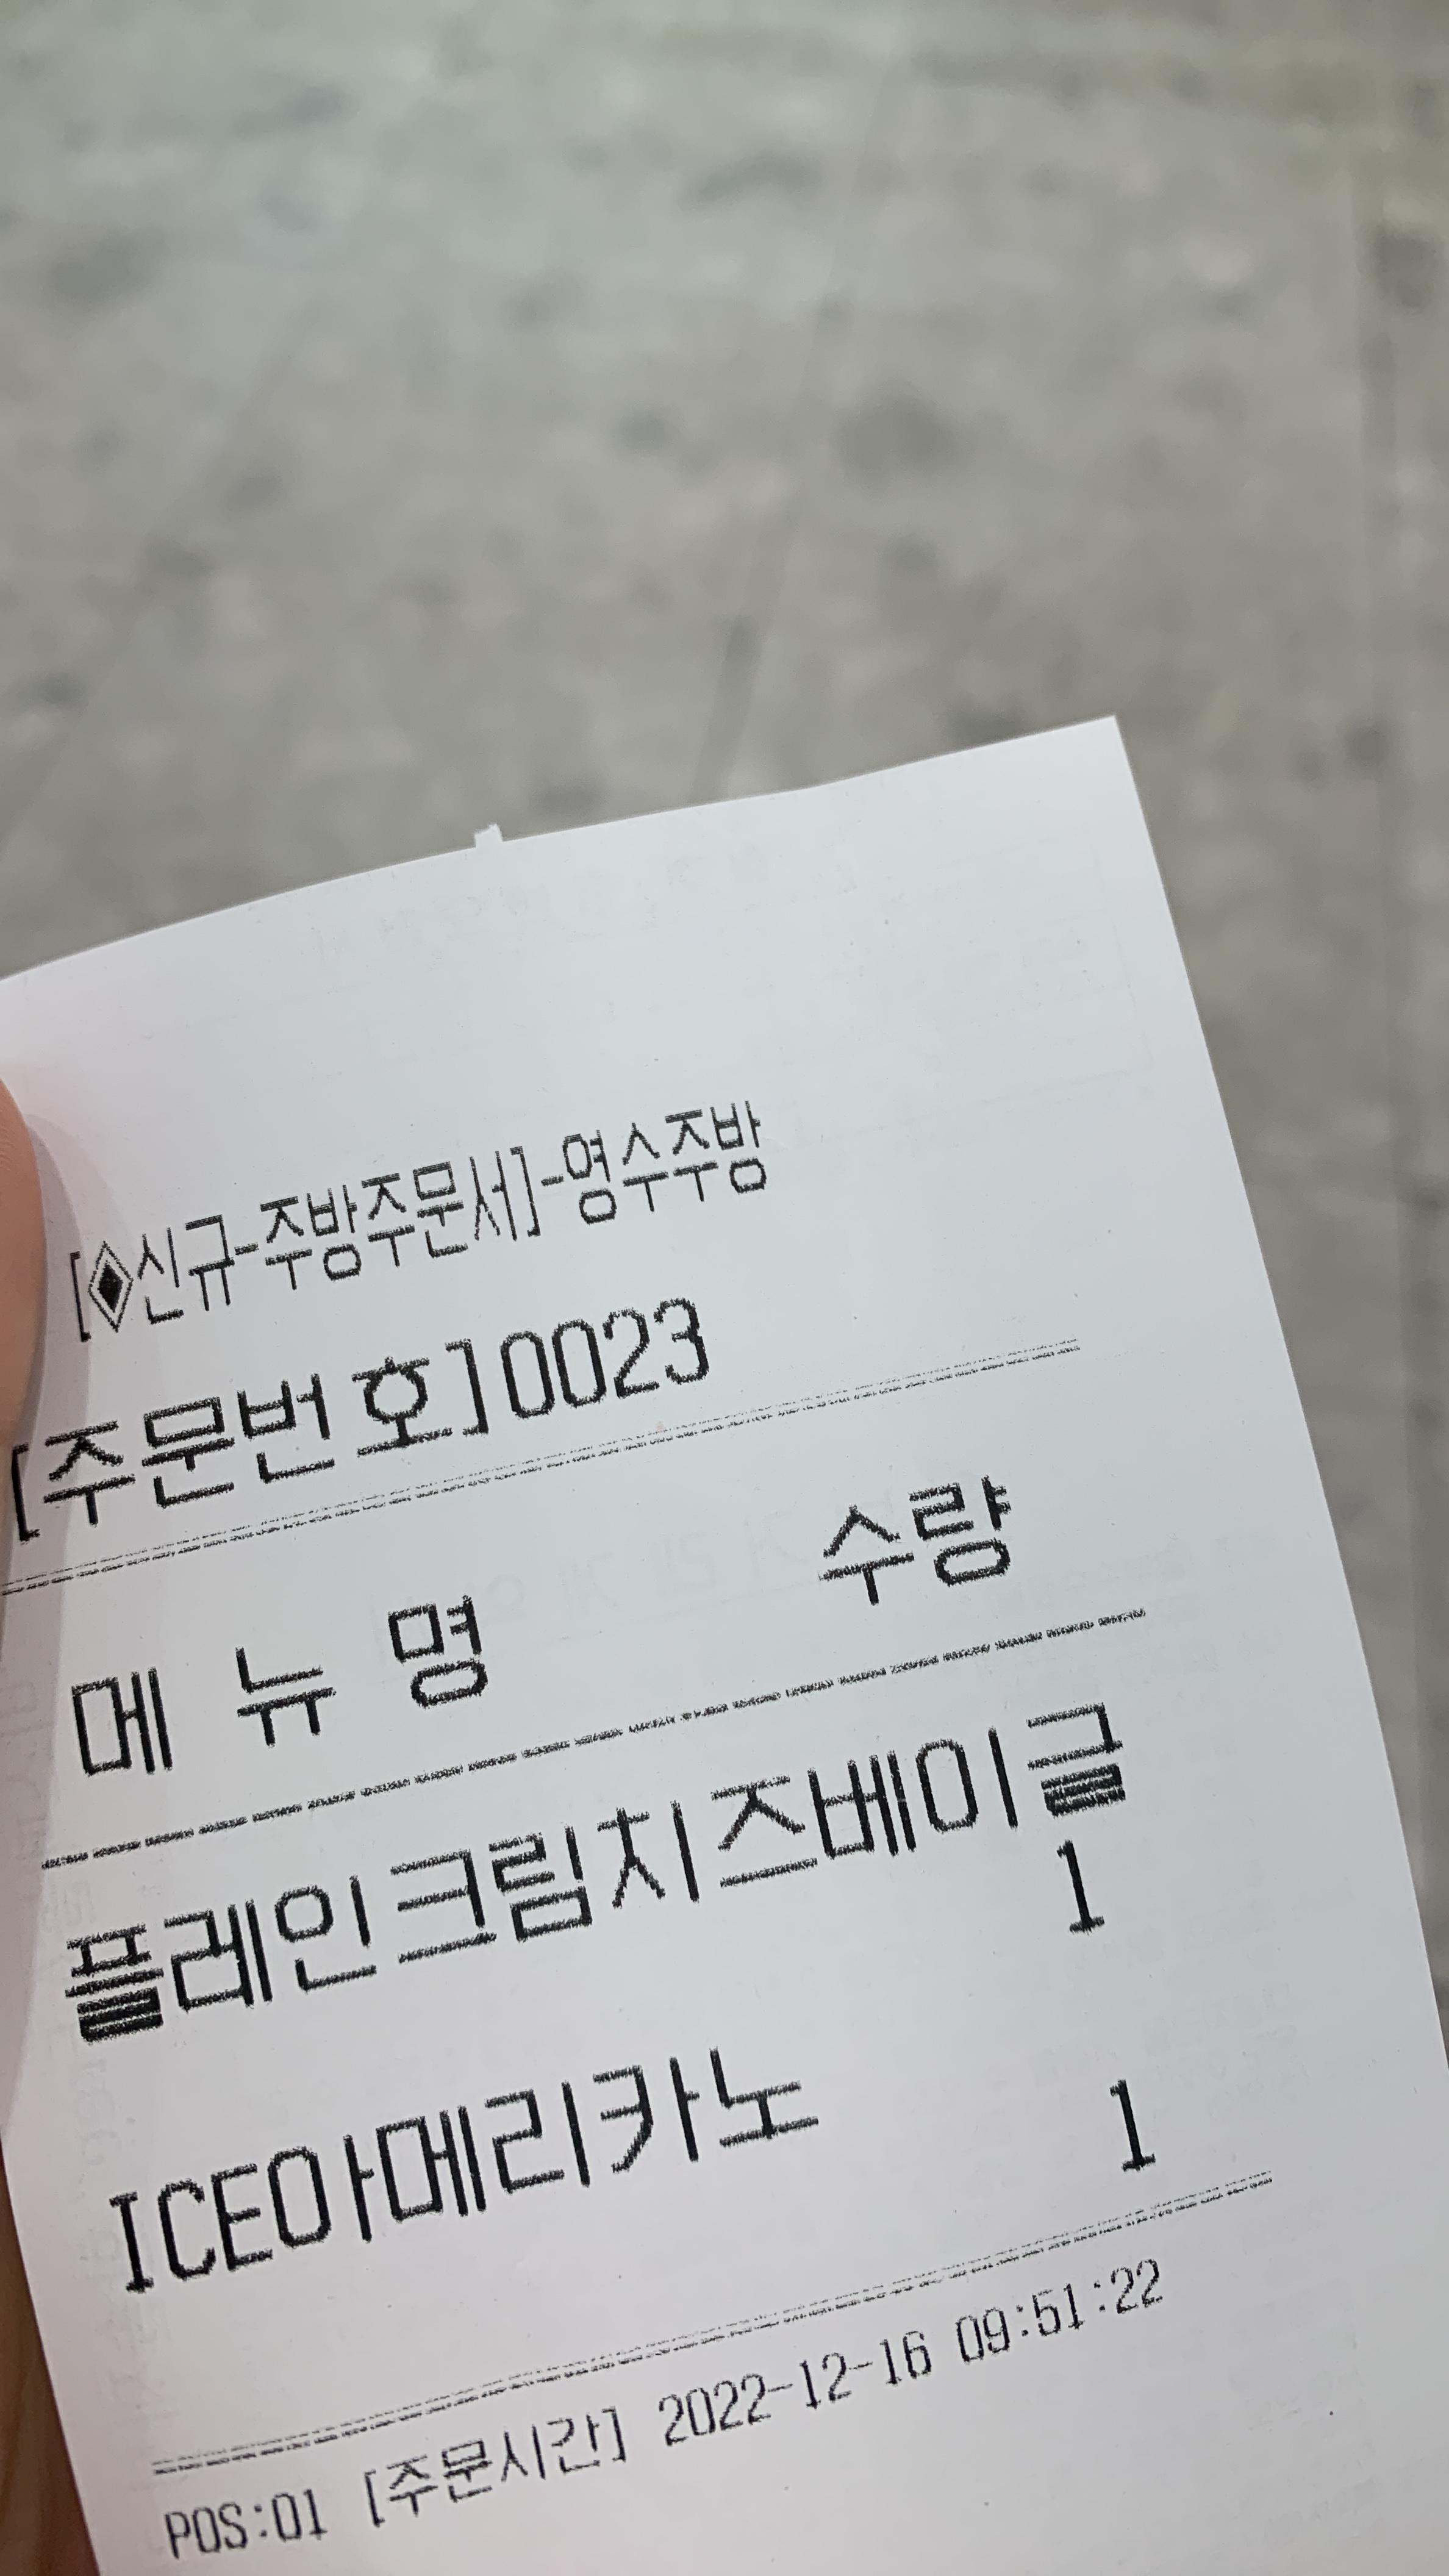 [◈신규-주방주문서]-영수주방
[주문번호]0023
메 뉴 명 수량
플레인크림치즈베이글
1
ICE아메리카노 1
POS:01 [주문시간] 2022-12-16 09:51:22